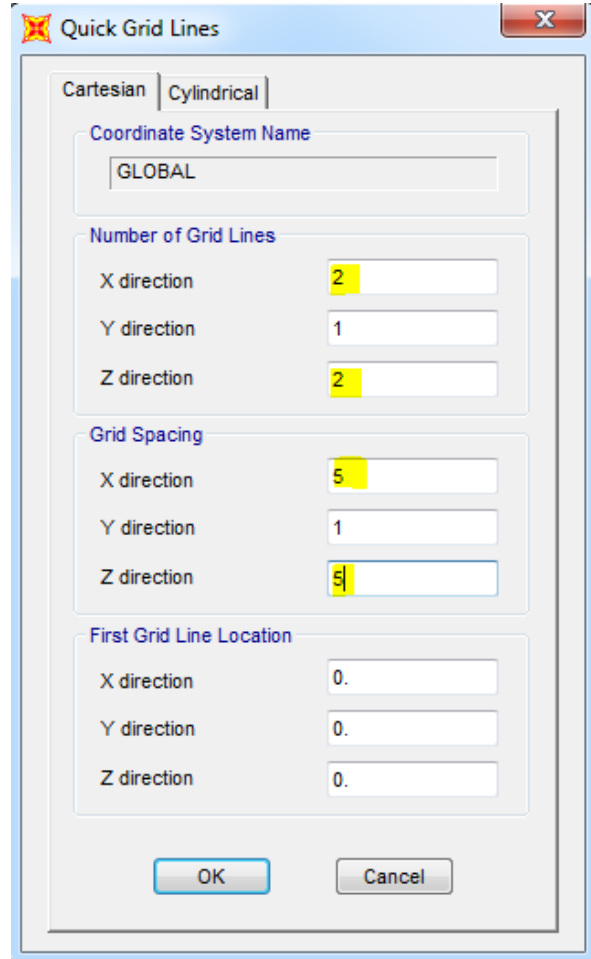 Quick Grid Lines
Cartesian Cylindrical
Coordinate System Name
GLOBAL
Number of Grid Lines
X direction 2
Y direction 1
Z direction 2
Grid Spacing
X direction 5
Y direction 1
Z direction 5
First Grid Line Location
X direction 0.
Y direction 0.
Z direction 0.
OK Cancel